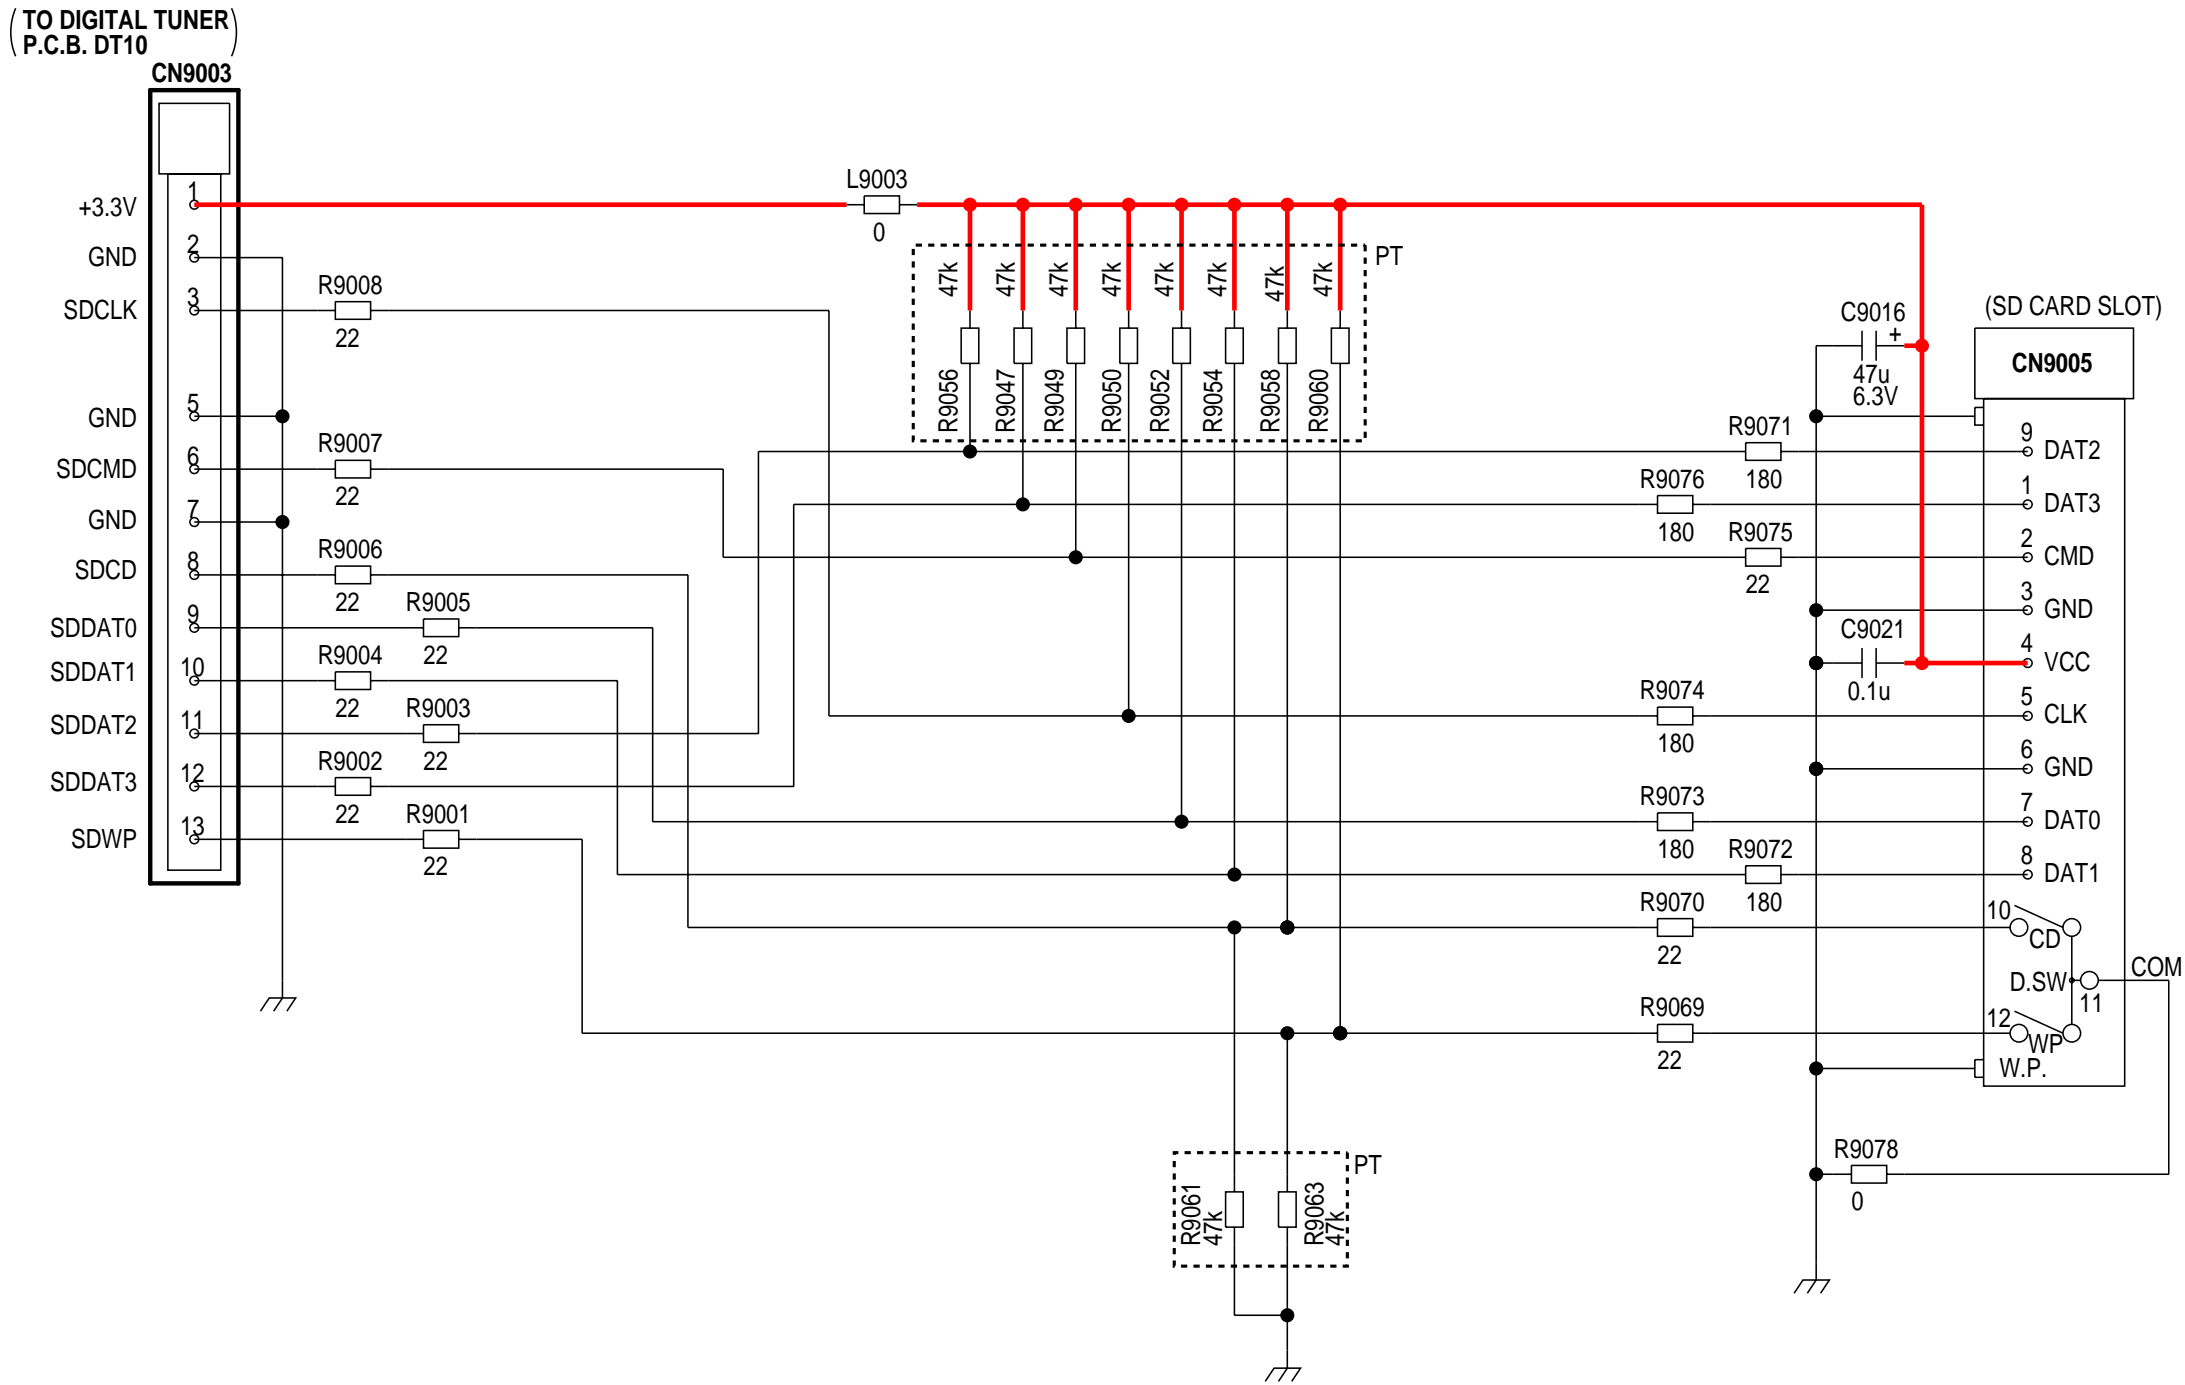 TO DIGITAL TUNER
P.C.B. DT10
CN9003
+3.3V
1
GND
2
SDCLK
3
GND
5
SDCMD
6
GND
7
SDCD
8
SDDAT0
9
SDDAT1
10
SDDAT2
11
SDDAT3
12
SDWP
13
R9008
22
R9007
22
R9006
22
R9005
22
R9004
22
R9003
22
R9002
22
R9001
22
L9003
0
PT
47k
47k
47k
47k
47k
47k
47k
47k
R9056
R9047
R9049
R9050
R9052
R9054
R9058
R9060
C9016
+
47u
6.3V
(SD CARD SLOT)
CN9005
R9071
180
9
DAT2
R9076
180
1
DAT3
R9075
22
2
CMD
3
GND
C9021
0.1u
4
VCC
R9074
180
5
CLK
6
GND
R9073
180
7
DAT0
R9072
180
8
DAT1
R9070
22
10
CD
D.SW
11
COM
R9069
22
12
WP
W.P.
R9078
0
PT
R9061
47k
R9063
47k